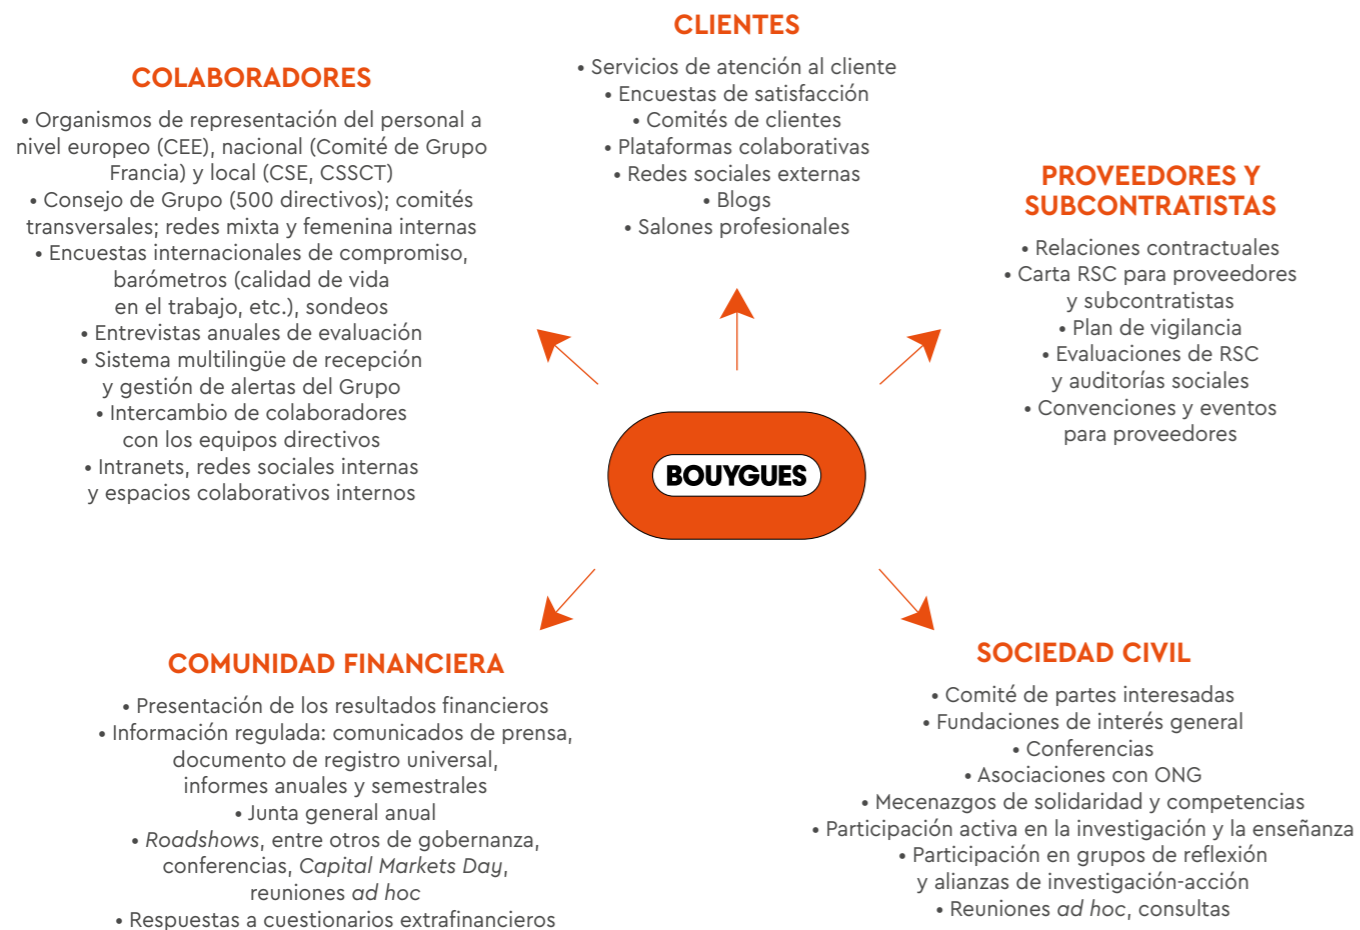 CLIENTES
• Servicios de atención al cliente
• Encuestas de satisfacción
• Comités de clientes
• Plataformas colaborativas
• Redes sociales externas
• Blogs
• Salones profesionales
COLABORADORES
• Organismos de representación del personal a
nivel europeo (CEE), nacional (Comité de Grupo
Francia) y local (CSE, CSSCT)
• Consejo de Grupo (500 directivos); comités
transversales; redes mixta y femenina internas
• Encuestas internacionales de compromiso,
barómetros (calidad de vida
en el trabajo, etc.), sondeos
• Entrevistas anuales de evaluación
• Sistema multilingüe de recepción
y gestión de alertas del Grupo
• Intercambio de colaboradores
con los equipos directivos
• Intranets, redes sociales internas
y espacios colaborativos internos
PROVEEDORES Y
SUBCONTRATISTAS
• Relaciones contractuales
• Carta RSC para proveedores
y subcontratistas
• Plan de vigilancia
• Evaluaciones de RSC
y auditorías sociales
• Convenciones y eventos
para proveedores
BOUYGUES
COMUNIDAD FINANCIERA
• Presentación de los resultados financieros
• Información regulada: comunicados de prensa,
documento de registro universal,
informes anuales y semestrales
• Junta general anual
• Roadshows, entre otros de gobernanza,
conferencias, Capital Markets Day,
reuniones ad hoc
• Respuestas a cuestionarios extrafinancieros
SOCIEDAD CIVIL
• Comité de partes interesadas
• Fundaciones de interés general
• Conferencias
• Asociaciones con ONG
• Mecenazgos de solidaridad y competencias
• Participación activa en la investigación y la enseñanza
• Participación en grupos de reflexión
y alianzas de investigación-acción
• Reuniones ad hoc, consultas